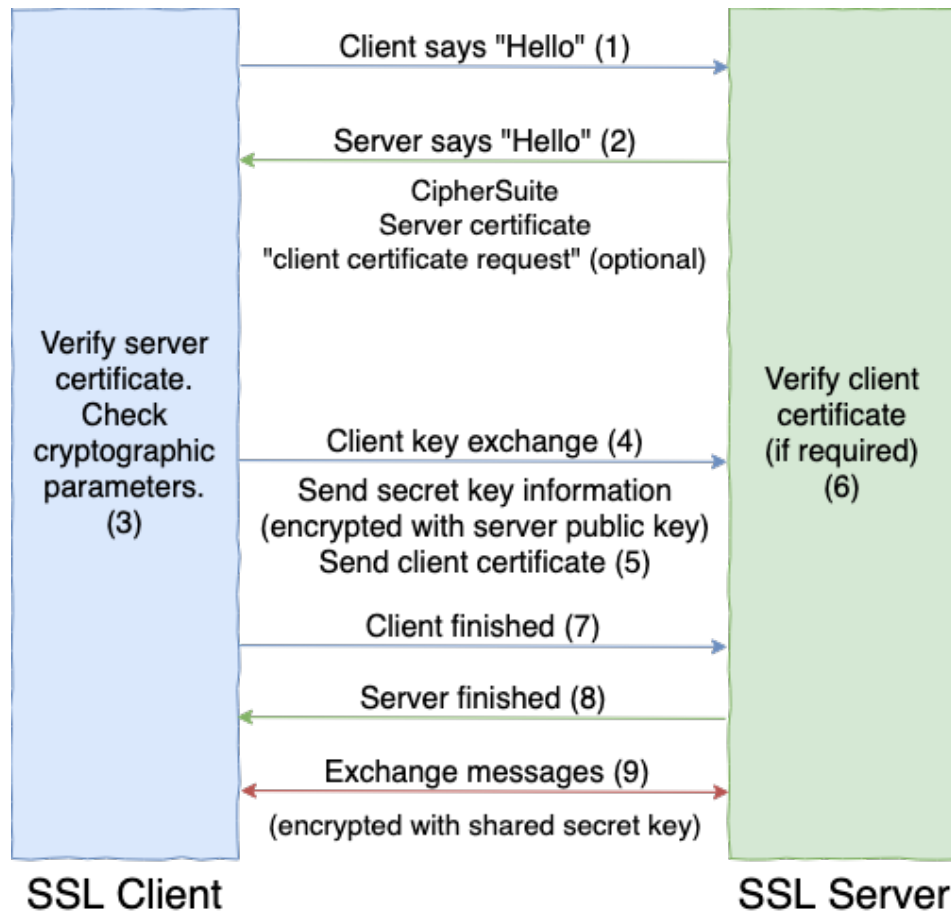 Client says "Hello" (1)
Server says "Hello" (2)
CipherSuite
Server certificate
"client certificate request" (optional)
Verify server
certificate.
Check
cryptographic
parameters.
(3)
Verify client
certificate
(if required)
(6)
Client key exchange (4)
Send secret key information
(encrypted with server public key)
Send client certificate (5)
Client finished (7)
Server finished (8)
Exchange messages (9)
(encrypted with shared secret key)
SSL Client
SSL Server